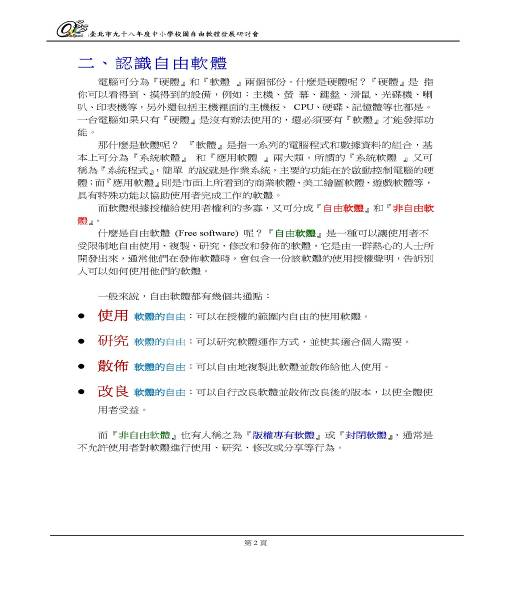 臺北市九十八年度中小學校園自由軟體發展研討會
二、認識自由軟體
電腦可分為『硬體』和『軟體 』兩個部份。什麼是硬體呢？『硬體』是 指
你可以看得到、摸得到的設備，例如：主機、螢 幕、鍵盤、滑鼠、光碟機、喇
叭、印表機等，另外還包括主機裡面的主機板、 CPU、硬碟、記憶體等也都是。
一台電腦如果只有『硬體』是沒有辦法使用的，還必須要有『軟體』才能發揮功
能。
那什麼是軟體呢？ 『軟體』是指一系列的電腦程式和數據資料的組合，基
本上可分為『系統軟體』 和『應用軟體 』兩大類。所謂的『系統軟體 』又可
稱為『系統程式』，簡單 的說就是作業系統，主要的功能在於啟動控制電腦的硬
體；而『應用軟體』則是市面上所看到的商業軟體、美工繪圖軟體、遊戲軟體等，
具有特殊功能以協助使用者完成工作的軟體。
而軟體根據授權給使用者權利的多寡，又可分成『自由軟體』和『非自由軟
體』。
什麼是自由軟體 (Free software) 呢？『自由軟體』是一種可以讓使用者不
受限制地自由使用、複製、研究、修改和發佈的軟體。它是由一群熱心的人士所
開發出來，通常他們在發佈軟體時，會包含一份該軟體的使用授權聲明，告訴別
人可以如何使用他們的軟體。
一般來說，自由軟體都有幾個共通點：
● 使用 軟體的自由：可以在授權的範圍內自由的使用軟體。
● 研究 軟體的自由：可以研究軟體運作方式，並使其適合個人需要。
● 散佈 軟體的自由：可以自由地複製此軟體並散佈給他人使用。
● 改良 軟體的自由：可以自行改良軟體並散佈改良後的版本，以使全體使
用者受益。
而『非自由軟體』也有人稱之為『版權專有軟體』或『封閉軟體』，通常是
不允許使用者對軟體進行使用、研究、修改或分享等行為。
第 2 頁